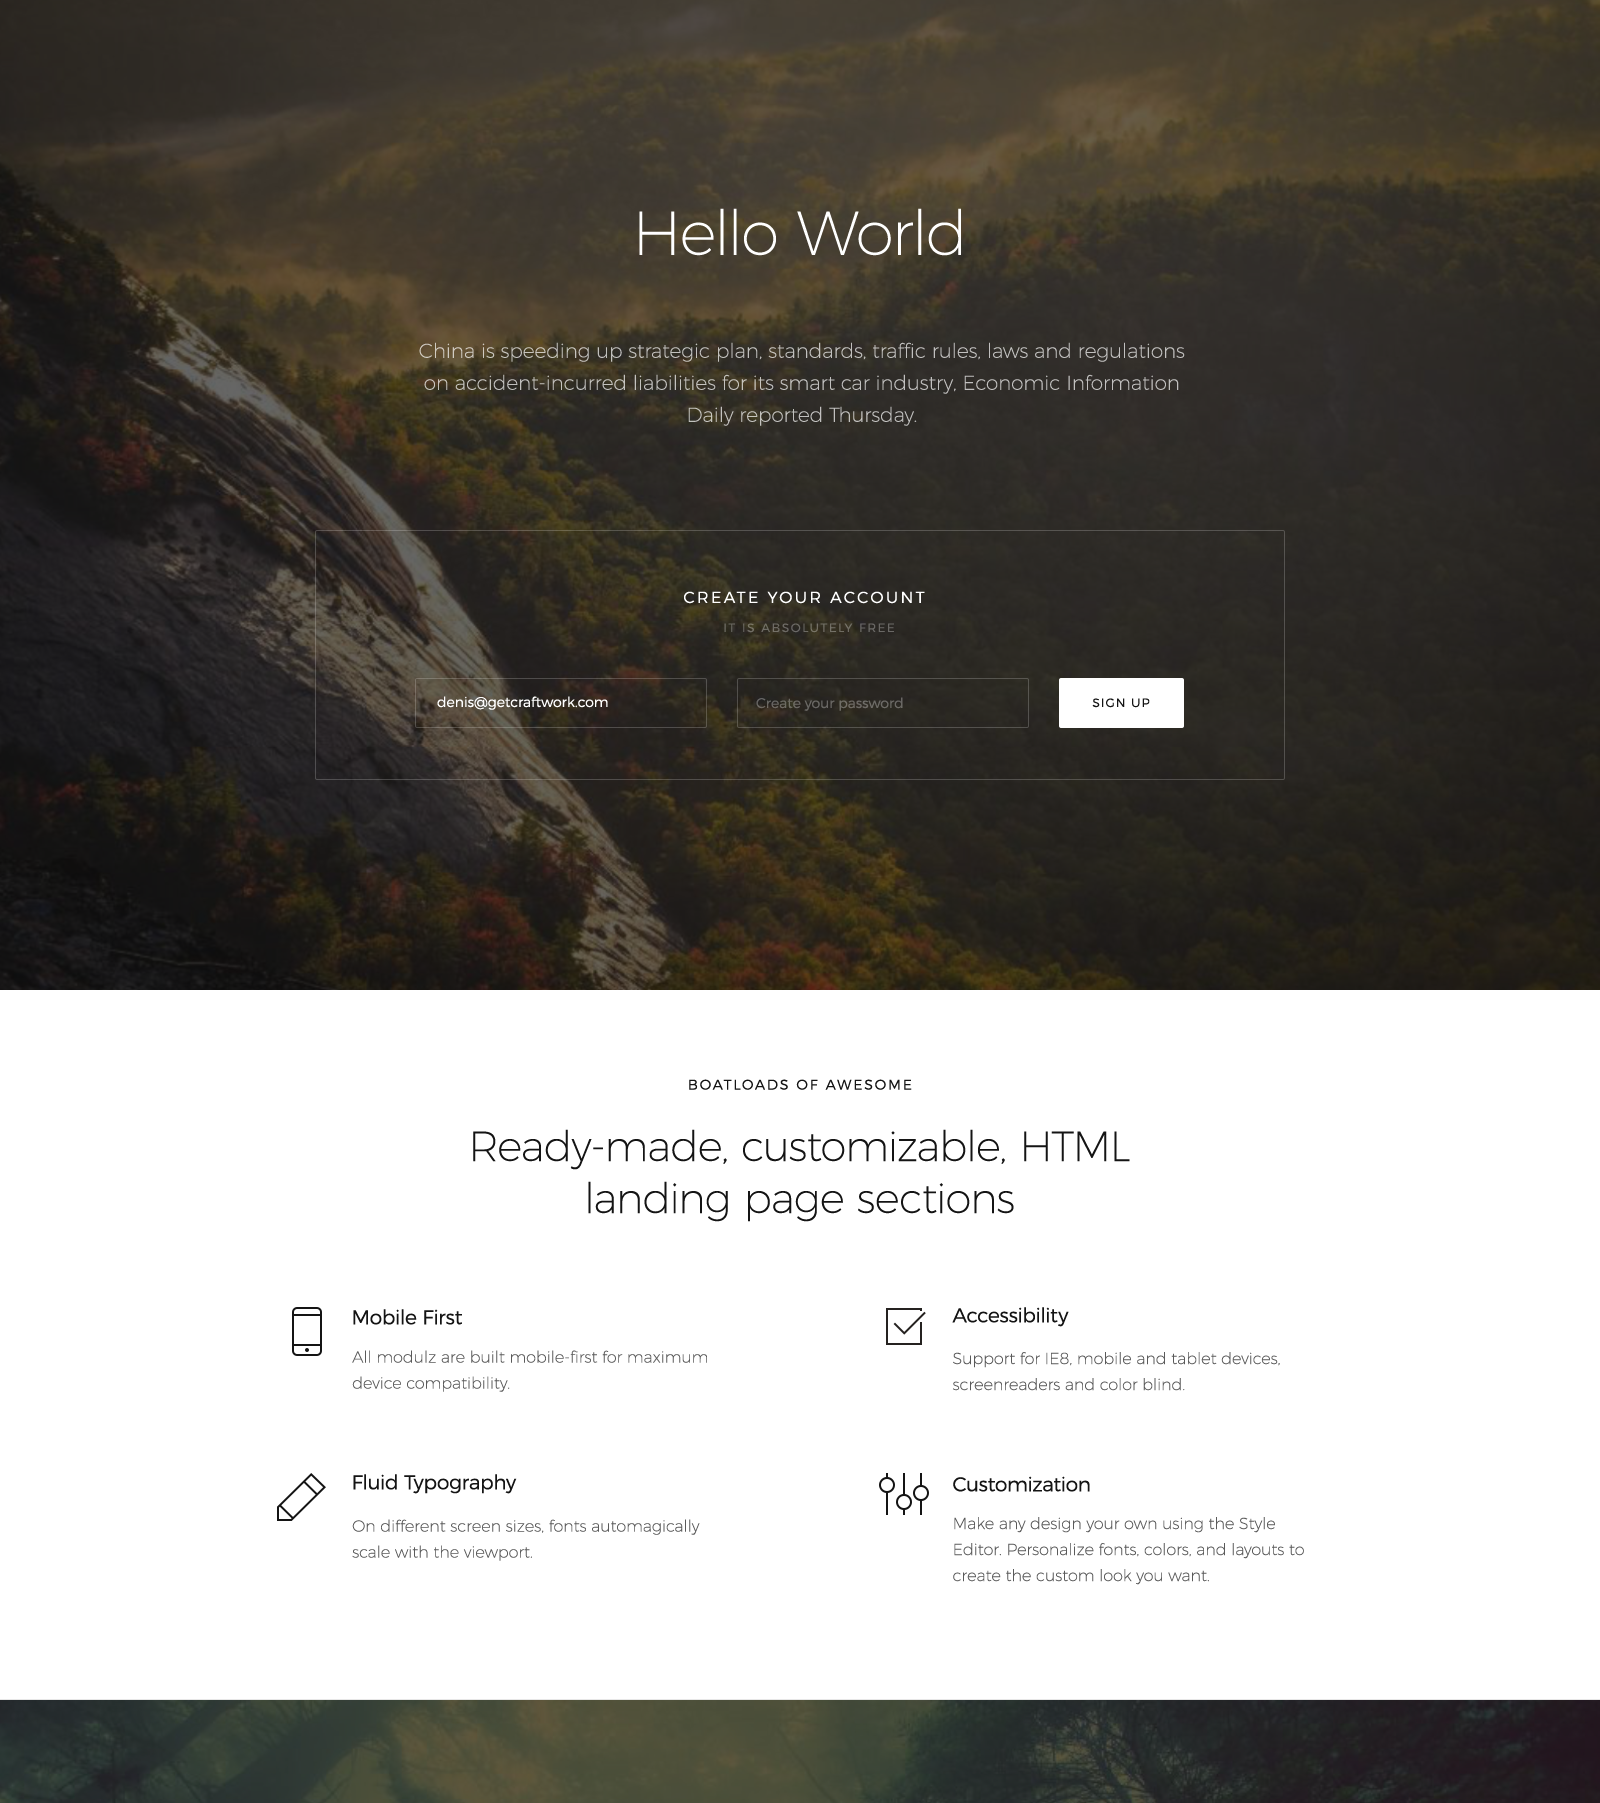 Hello World
China is speeding up strategic plan, standards, traffic rules, laws and regulations
on accident-incurred liabilities for its smart car industry, Economic Information
Daily reported Thursday.
CREATE YOUR ACCOUNT
IT IS ABSOLUTELY FREE
denis@getcraftwork.com
Create your password
SIGN UP
BOATLOADS OF AWESOME
Ready-made, customizable, HTML
landing page sections
Mobile First
All modulz are built mobile-first for maximum
device compatibility.
Accessibility
Support for IE8, mobile and tablet devices,
screenreaders and color blind.
Fluid Typography
On different screen sizes, fonts automagically
scale with the viewport.
Customization
Make any design your own using the Style
Editor. Personalize fonts, colors, and layouts to
create the custom look you want.